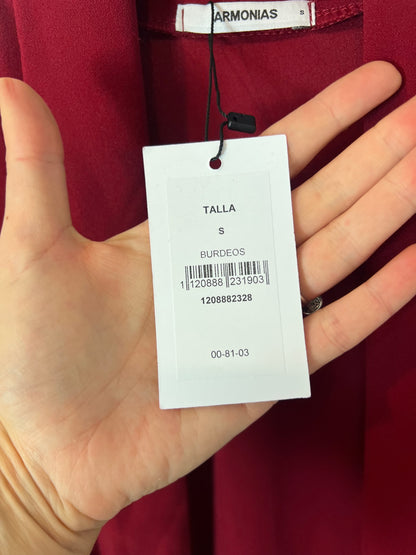 ARMONIAS S
TALLA
S
BURDEOS
1 120888 231903
1208882328
00-81-03